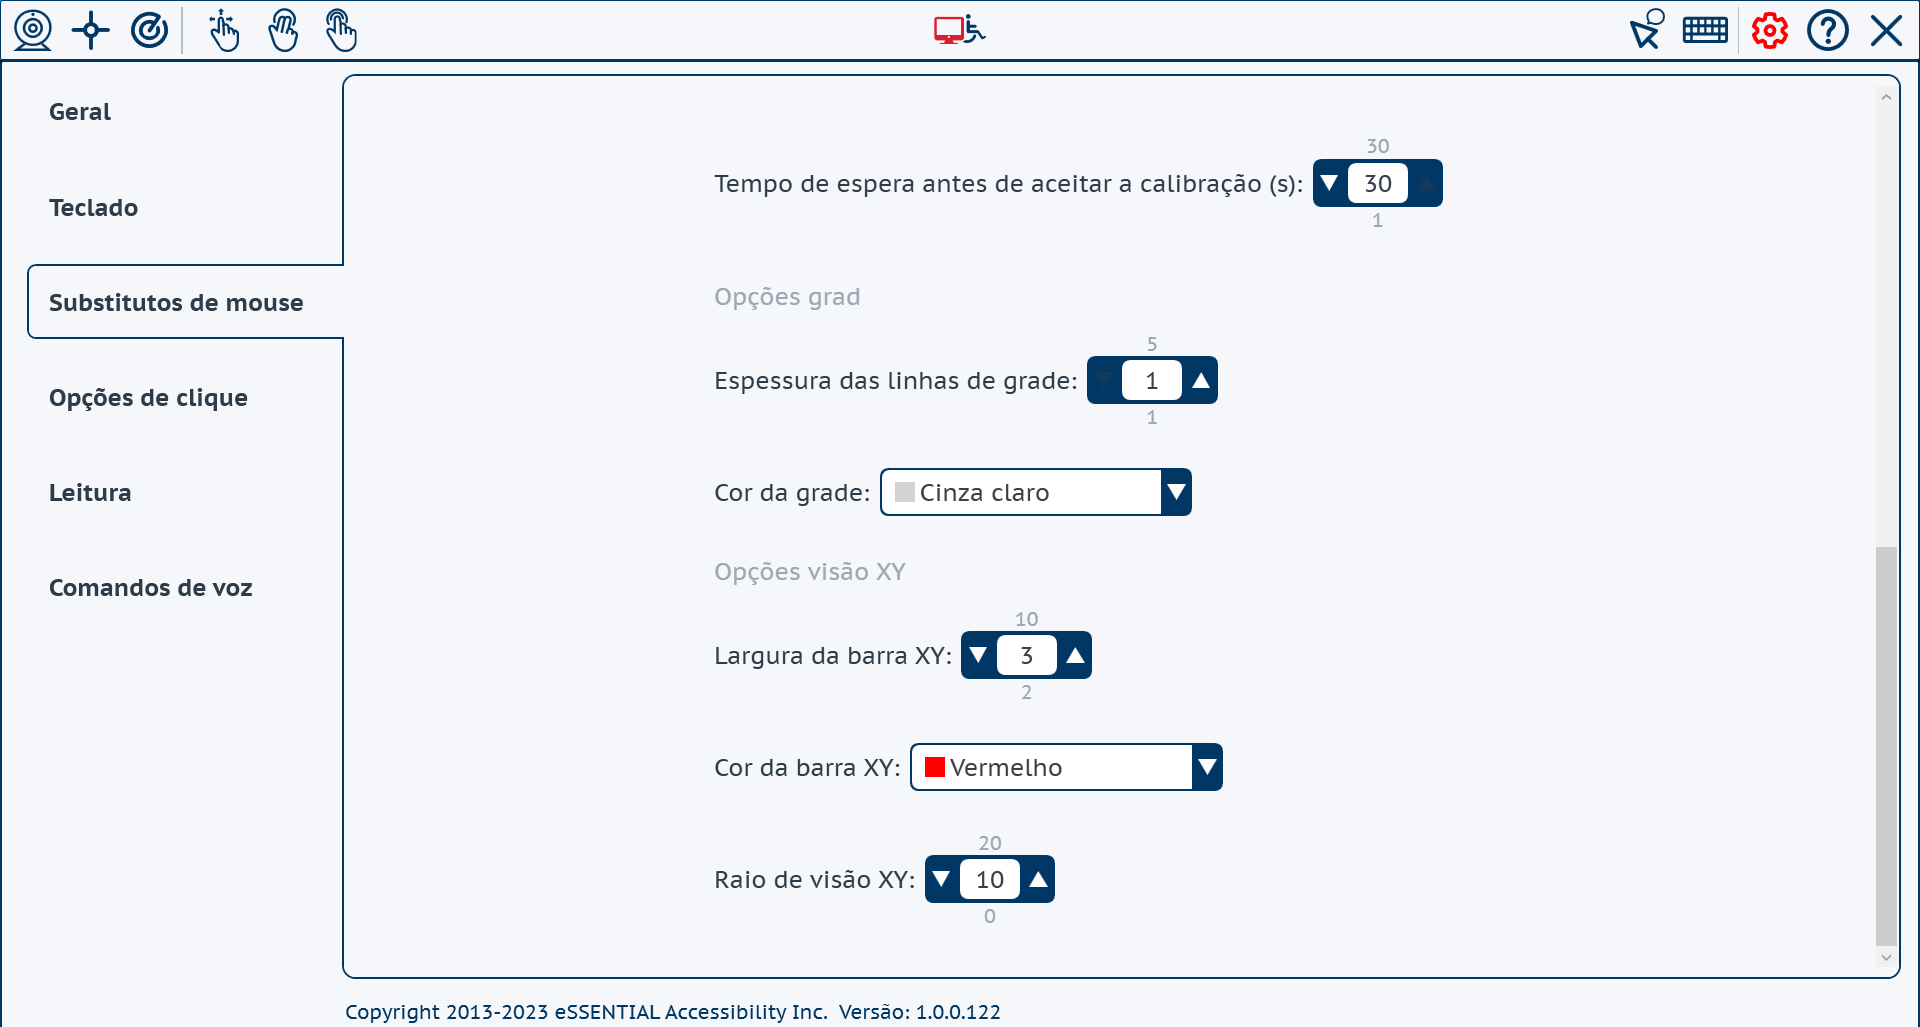 Geral
Teclado
Substitutos de mouse
Opções de clique
Leitura
Comandos de voz
30
Tempo de espera antes de aceitar a calibração (s): 30
1
Opções grad
5
Espessura das linhas de grade: 1
1
Cor da grade: Cinza claro
Opções visão XY
10
Largura da barra XY: 3
2
Cor da barra XY: Vermelho
20
Raio de visão XY: 10
0
Copyright 2013-2023 eSSENTIAL Accessibility Inc. Versão: 1.0.0.122